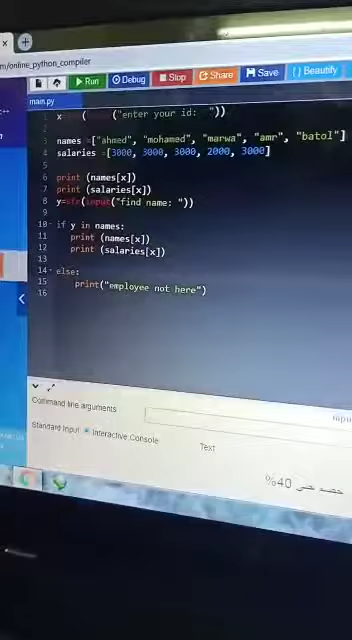 m/online_python_compiler
Run Debug Stop Share Save { } Beautify
main.py
1 x ("enter your id: "))
2
3 names =["ahmed", "mohamed", "marwa", "amr", "batol"]
4 salaries =[3000, 3000, 3000, 2000, 3000]
5
6 print (names[x])
7 print (salaries[x])
8 y=str(input("find name: "))
9
10 if y in names:
11 print (names[x])
12 print (salaries[x])
13
14 else:
15 print("employee not here")
16
Command line arguments
Standard Input Interactive Console Text
%40